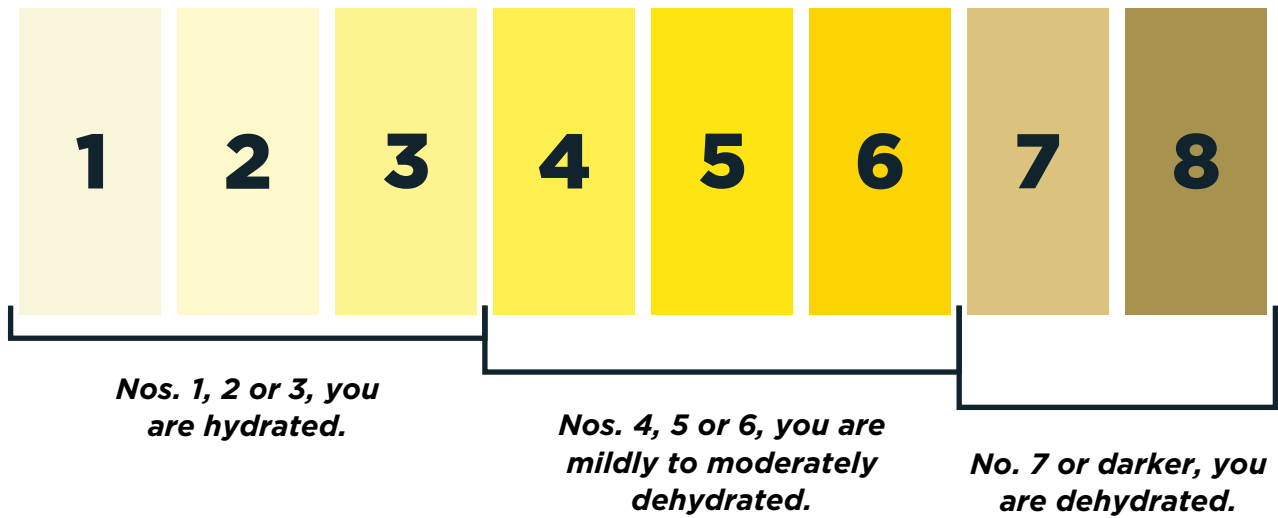 1 2 3 4 5 6 7 8
Nos. 1, 2 or 3, you
are hydrated.
Nos. 4, 5 or 6, you are
mildly to moderately
dehydrated.
No. 7 or darker, you
are dehydrated.